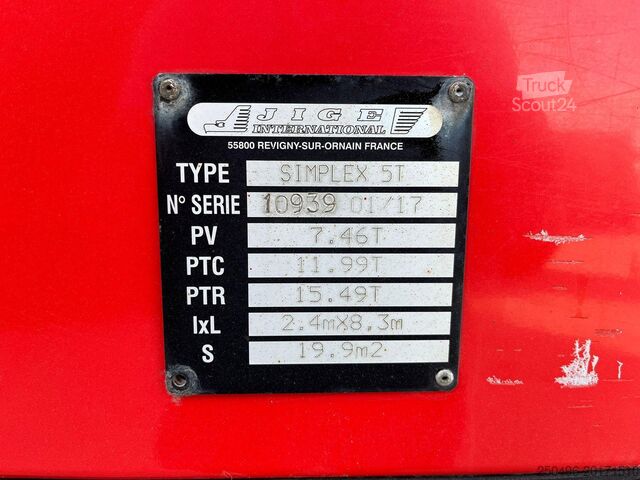 Truck
Scout24
JIGE
INTERNATIONAL
55800 REVIGNY-SUR-ORNAIN FRANCE
TYPE SIMPLEX 5T
N° SERIE 10939 01/17
PV 7.46T
PTC 11.99T
PTR 15.49T
IxL 2.4mX8.3m
S 19.9m2